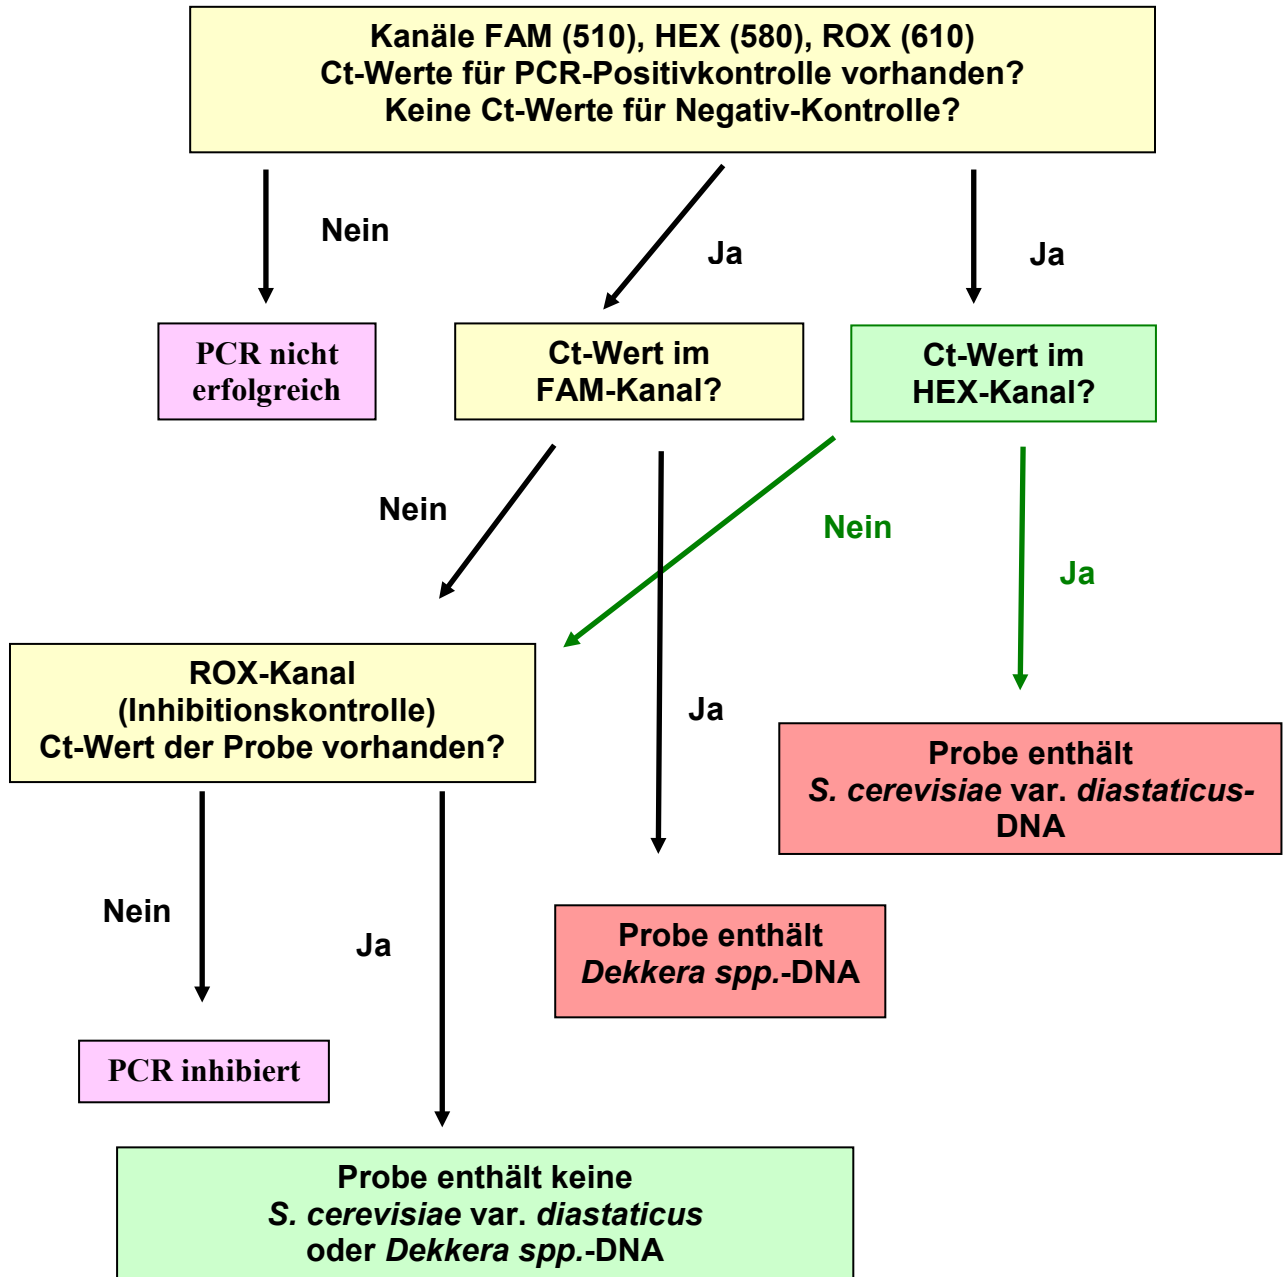 Kanäle FAM (510), HEX (580), ROX (610)
Ct-Werte für PCR-Positivkontrolle vorhanden?
Keine Ct-Werte für Negativ-Kontrolle?
Nein
Ja
Ja
PCR nicht
erfolgreich
Ct-Wert im
FAM-Kanal?
Ct-Wert im
HEX-Kanal?
Nein
Nein
Ja
ROX-Kanal
(Inhibitionskontrolle)
Ct-Wert der Probe vorhanden?
Ja
Probe enthält
S. cerevisiae var. diastaticus-
DNA
Nein
Ja
Probe enthält
Dekkera spp.-DNA
PCR inhibiert
Probe enthält keine
S. cerevisiae var. diastaticus
oder Dekkera spp.-DNA